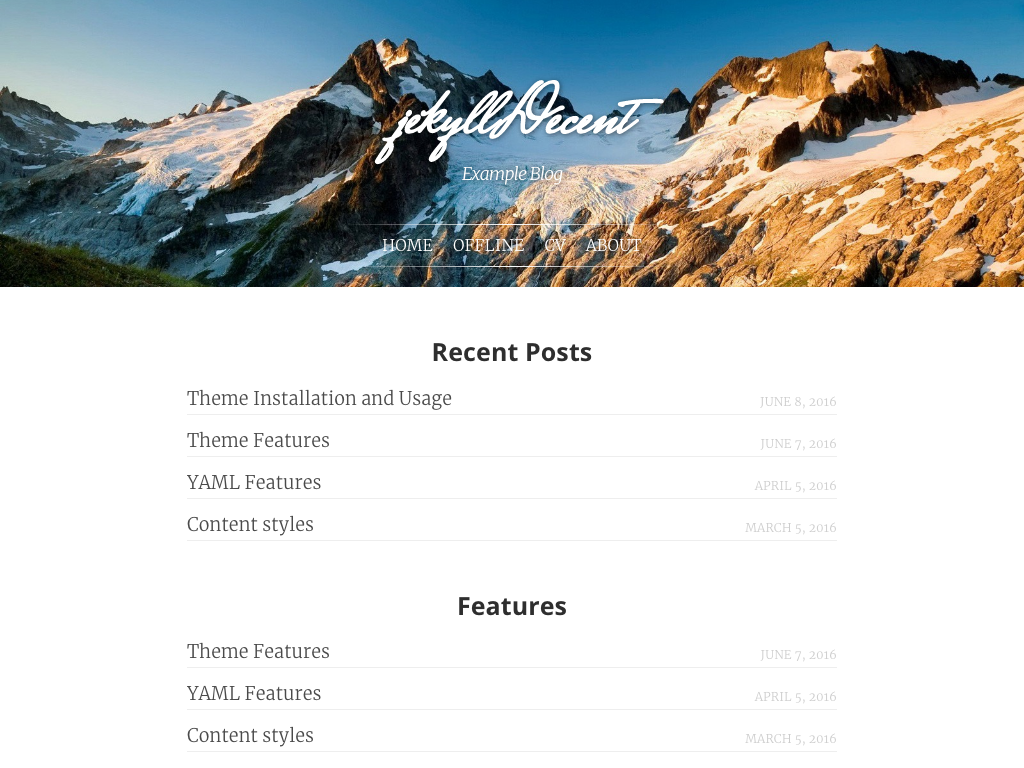 jekyllDecent
Example Blog
HOME OFFLINE CV ABOUT
Recent Posts
Theme Installation and Usage JUNE 8, 2016
Theme Features JUNE 7, 2016
YAML Features APRIL 5, 2016
Content styles MARCH 5, 2016
Features
Theme Features JUNE 7, 2016
YAML Features APRIL 5, 2016
Content styles MARCH 5, 2016